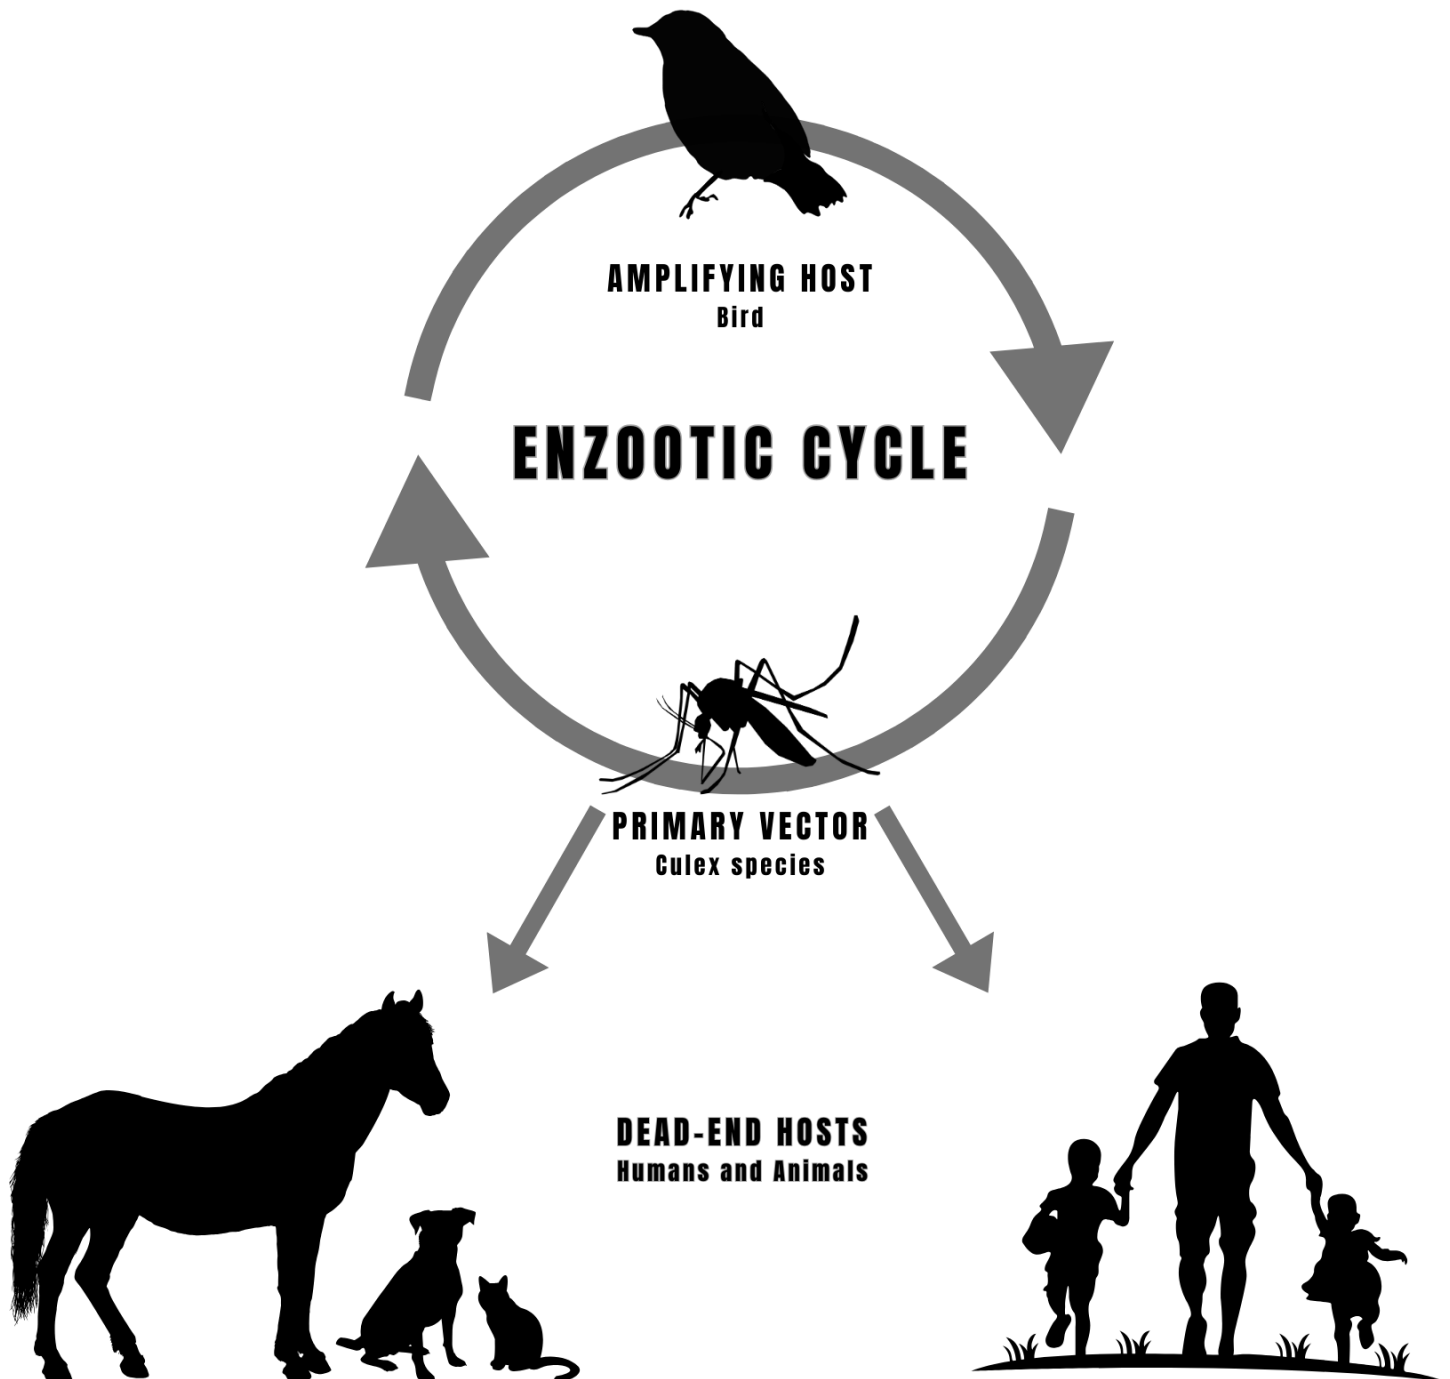 AMPLIFYING HOST
Bird
ENZOOTIC CYCLE
PRIMARY VECTOR
Culex species
DEAD-END HOSTS
Humans and Animals